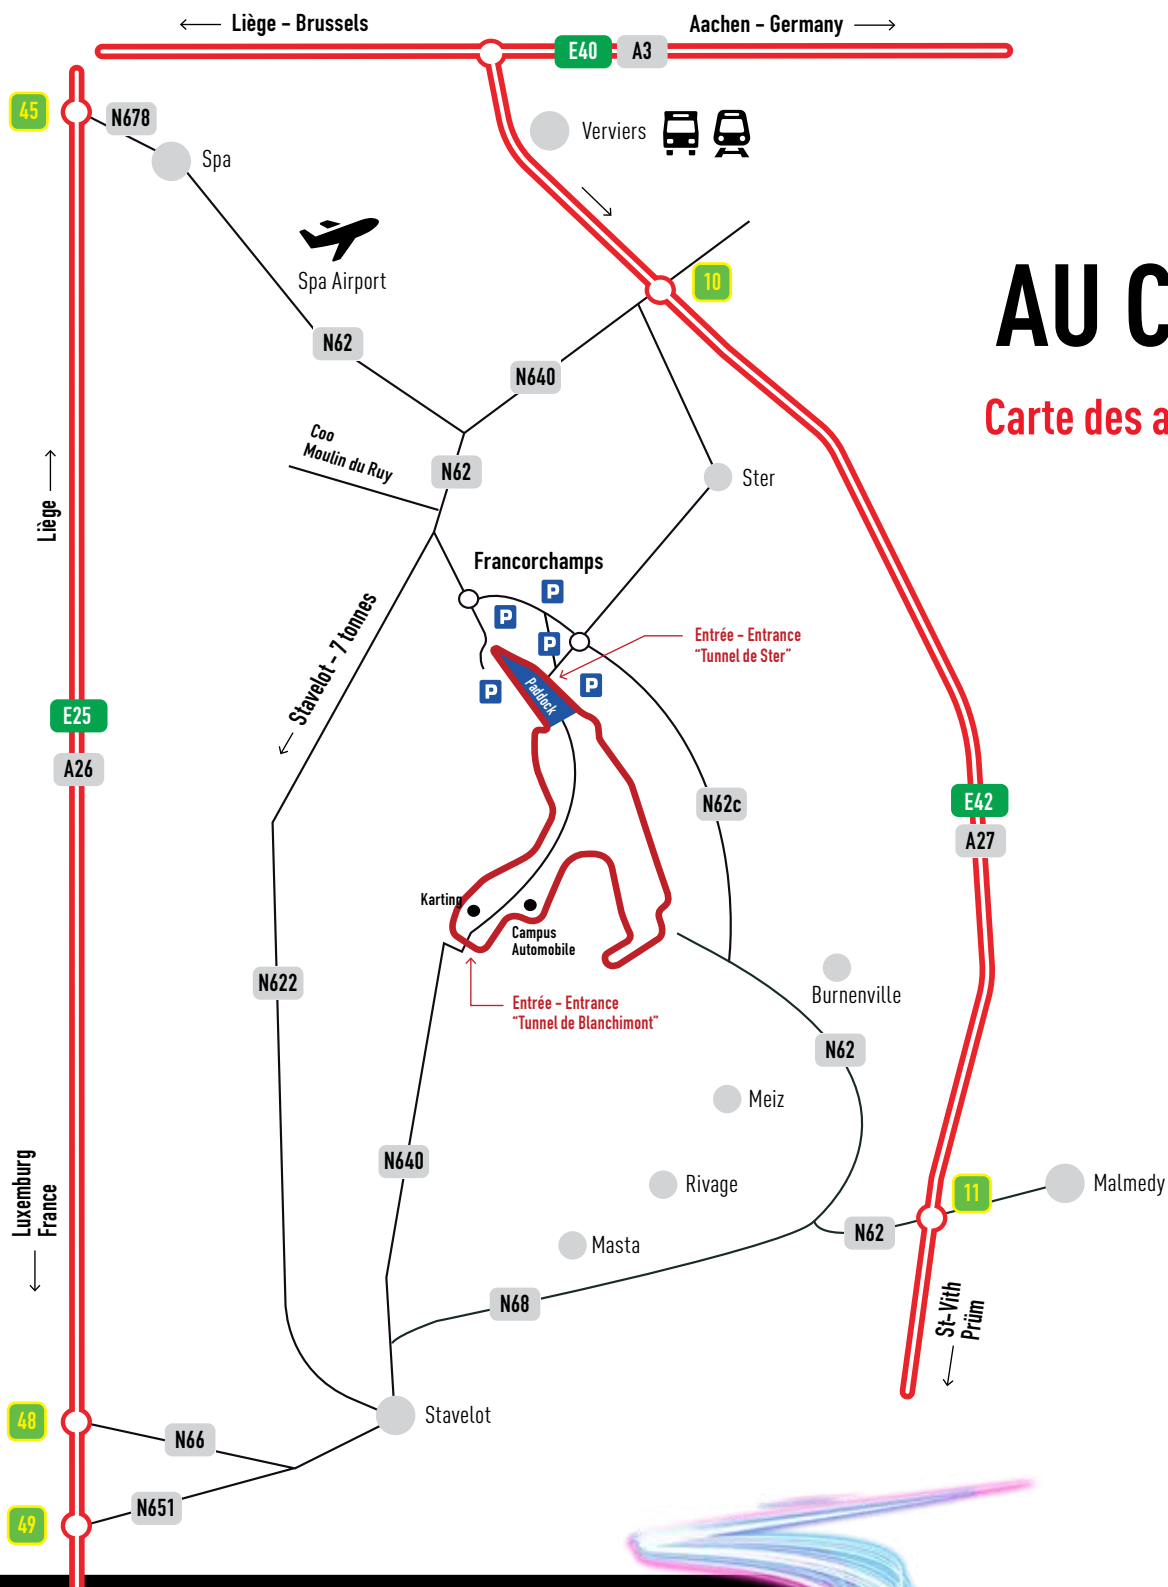 Liège – Brussels
Aachen – Germany
E40
A3
45
N678
Spa
Verviers
Spa Airport
10
AU C
N62
N640
Carte des a
Coo
Moulin du Ruy
N62
Ster
Liège
Francorchamps
P
P
P
P
P
Stavelot – 7 tonnes
Entrée – Entrance
“Tunnel de Ster”
Paddock
E25
A26
N62c
E42
A27
Karting
Campus
Automobile
N622
Burnenville
Entrée – Entrance
“Tunnel de Blanchimont”
N62
Meiz
N640
Luxemburg
France
Rivage
11
Malmedy
Masta
N62
N68
St-Vith
Prüm
48
Stavelot
N66
N651
49